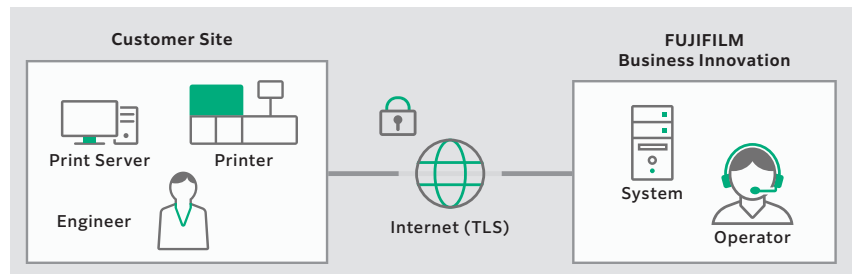 Customer Site
Print Server
Printer
Engineer
Internet (TLS)
FUJIFILM
Business Innovation
System
Operator